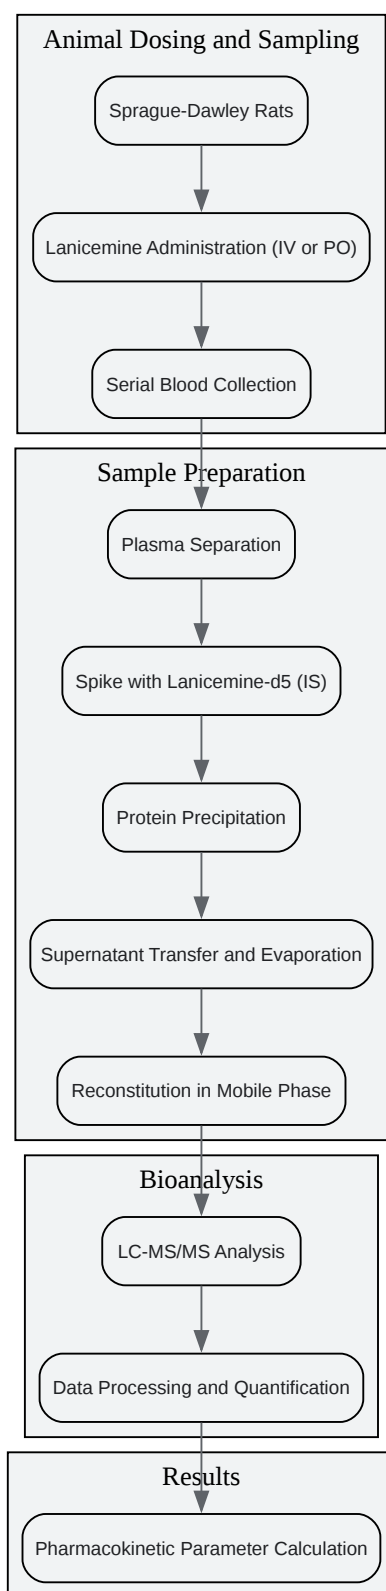 Animal Dosing and Sampling
Sprague-Dawley Rats
Lanicemine Administration (IV or PO)
Serial Blood Collection
Sample Preparation
Plasma Separation
Spike with Lanicemine-d5 (IS)
Protein Precipitation
Supernatant Transfer and Evaporation
Reconstitution in Mobile Phase
Bioanalysis
LC-MS/MS Analysis
Data Processing and Quantification
Results
Pharmacokinetic Parameter Calculation